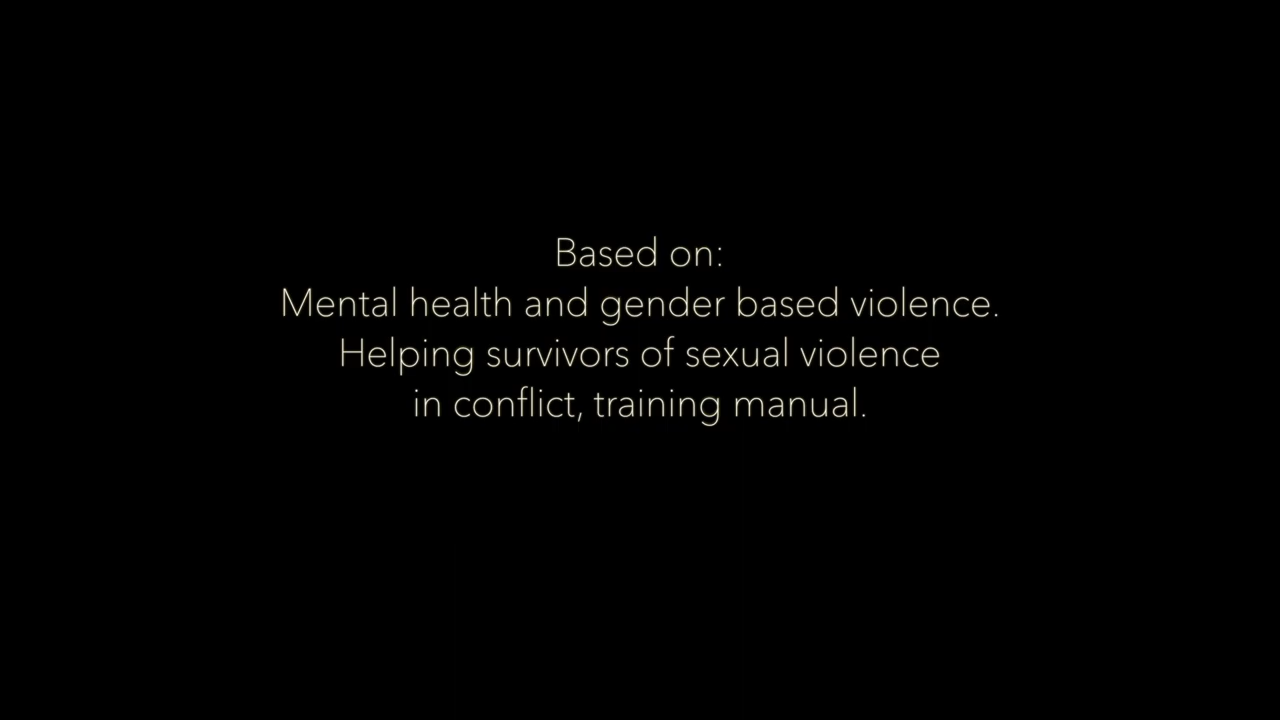 Based on:
Mental health and gender based violence.
Helping survivors of sexual violence
in conflict, training manual.